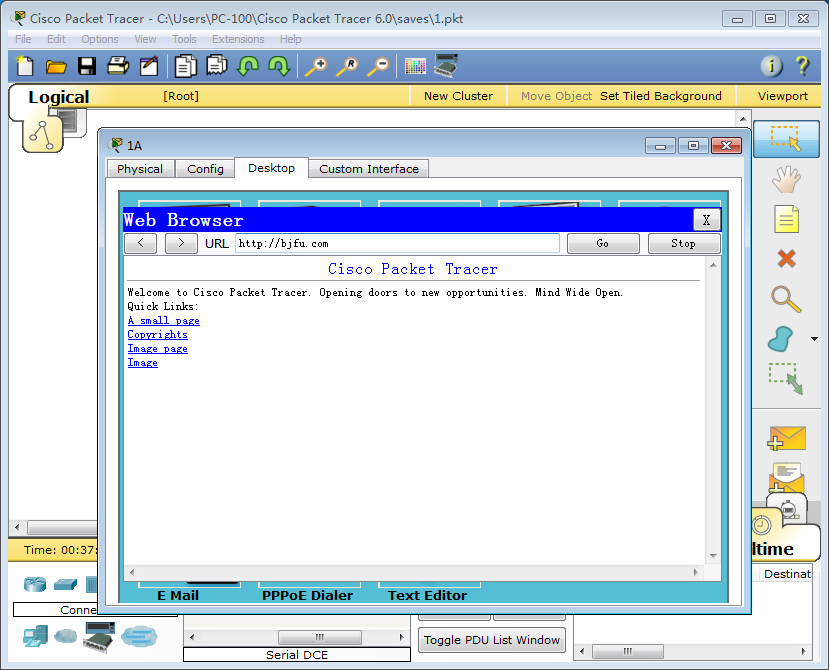 Cisco Packet Tracer - C:\Users\PC-100\Cisco Packet Tracer 6.0\saves\1.pkt
File Edit Options View Tools Extensions Help
Logical [Root] New Cluster Move Object Set Tiled Background Viewport
1A
Physical Config Desktop Custom Interface
Web Browser X
< > URL http://bjfu.com Go Stop
Cisco Packet Tracer
Welcome to Cisco Packet Tracer. Opening doors to new opportunities. Mind Wide Open.
Quick Links:
A small page
Copyrights
Image page
Image
Time: 00:37: ltime
Destinat
E Mail PPPoE Dialer Text Editor
Conne
Toggle PDU List Window
Serial DCE